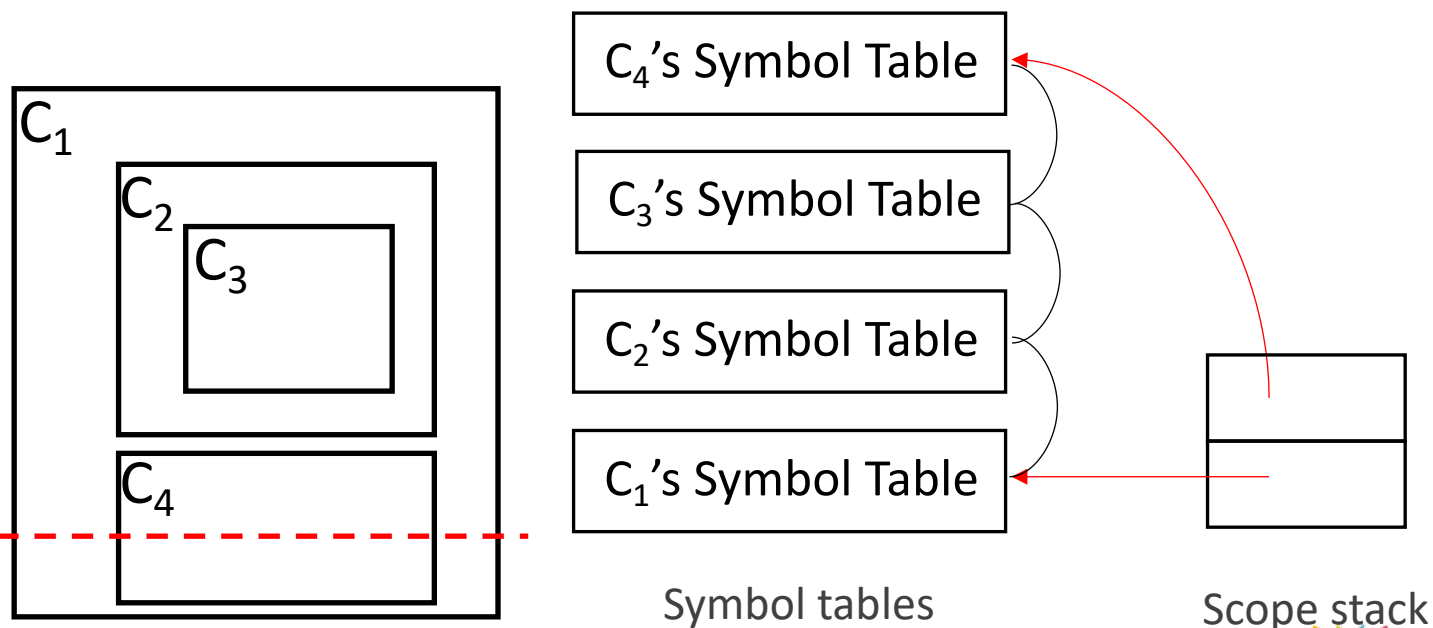 C₁
C₂
C₃
C₄
C₄’s Symbol Table
C₃’s Symbol Table
C₂’s Symbol Table
C₁’s Symbol Table
Symbol tables
Scope stack